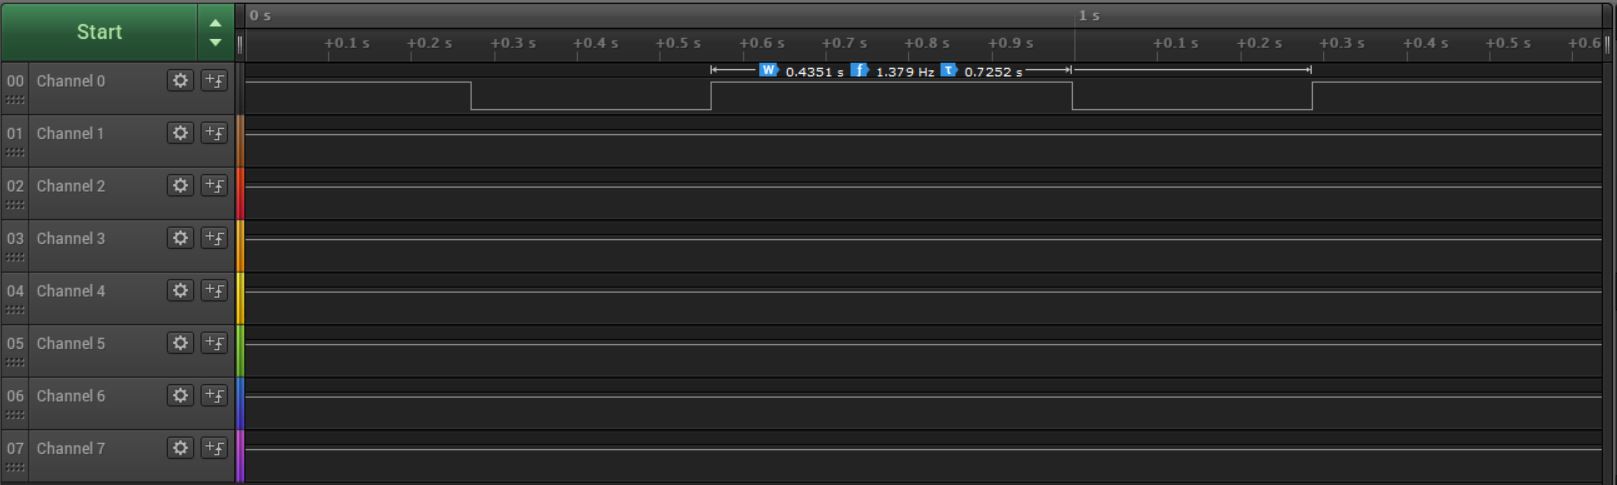 Start
0 s
1 s
+0.1 s +0.2 s +0.3 s +0.4 s +0.5 s +0.6 s +0.7 s +0.8 s +0.9 s +0.1 s +0.2 s +0.3 s +0.4 s +0.5 s +0.6
W 0.4351 s f 1.379 Hz T 0.7252 s
00 Channel 0
01 Channel 1
02 Channel 2
03 Channel 3
04 Channel 4
05 Channel 5
06 Channel 6
07 Channel 7